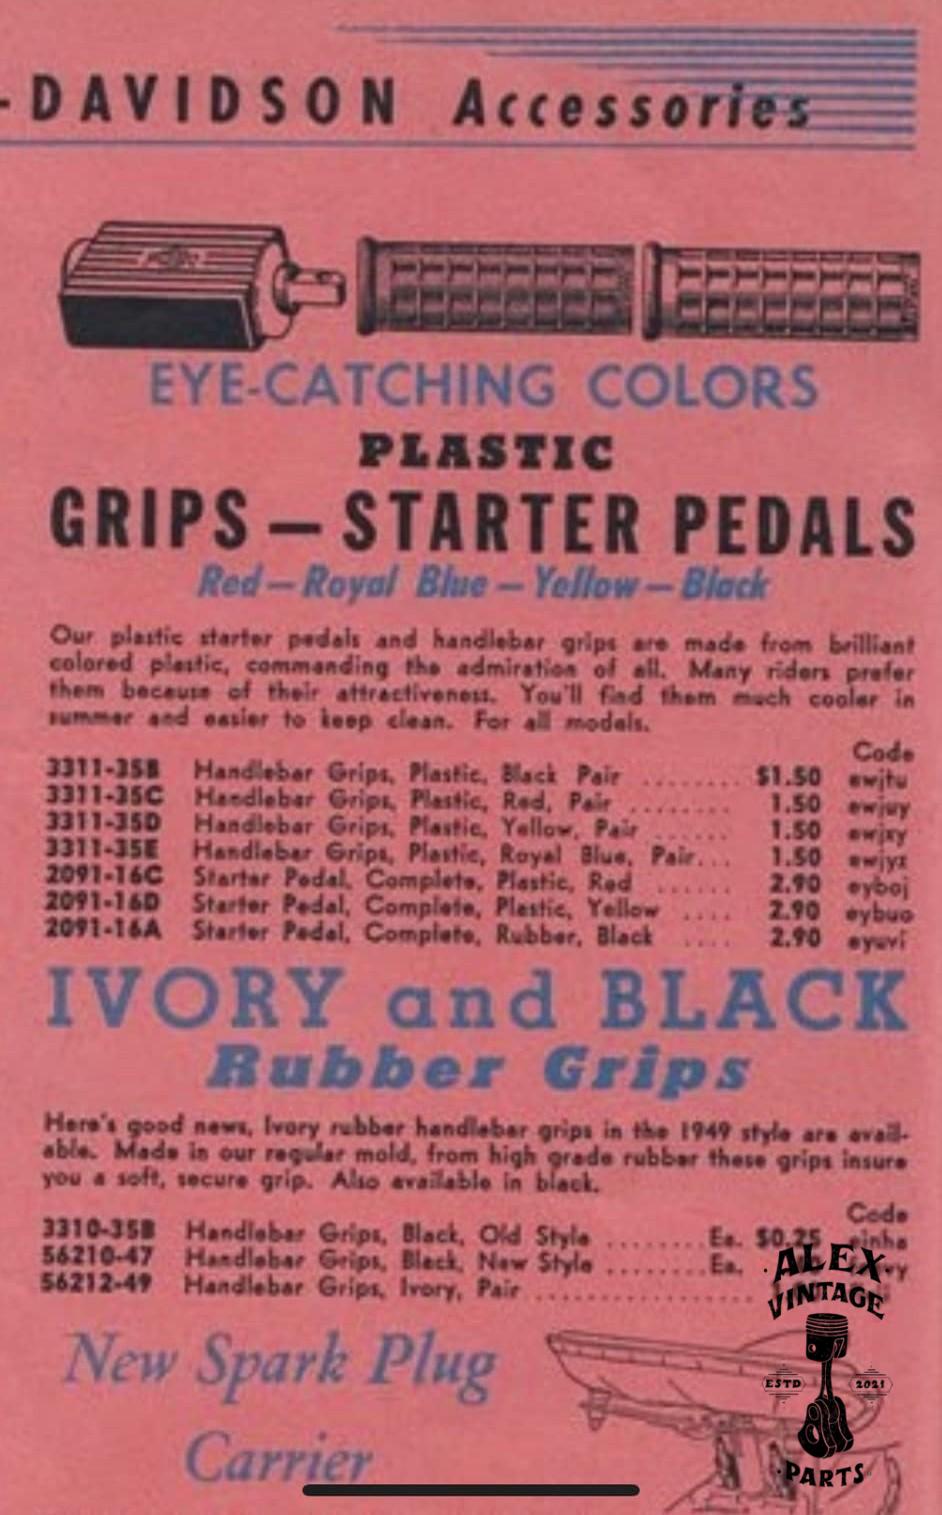 -DAVIDSON Accessories
EYE-CATCHING COLORS
PLASTIC
GRIPS — STARTER PEDALS
Red — Royal Blue — Yellow — Black
Our plastic starter pedals and handlebar grips are made from brilliant
colored plastic, commanding the admiration of all. Many riders prefer
them because of their attractiveness. You'll find them much cooler in
summer and easier to keep clean. For all models.
Code
3311-35B Handlebar Grips, Plastic, Black Pair ........ $1.50 ewjtu
3311-35C Handlebar Grips, Plastic, Red, Pair ......... 1.50 ewjuy
3311-35D Handlebar Grips, Plastic, Yellow, Pair ...... 1.50 ewjxy
3311-35E Handlebar Grips, Plastic, Royal Blue, Pair... 1.50 ewjyz
2091-16C Starter Pedal, Complete, Plastic, Red ...... 2.90 eyboj
2091-16D Starter Pedal, Complete, Plastic, Yellow .... 2.90 eybuo
2091-16A Starter Pedal, Complete, Rubber, Black .... 2.90 eyuvi
IVORY and BLACK
Rubber Grips
Here's good news, Ivory rubber handlebar grips in the 1949 style are avail-
able. Made in our regular mold, from high grade rubber these grips insure
you a soft, secure grip. Also available in black.
Code
3310-35B Handlebar Grips, Black, Old Style ........ Ea. $0.25
56210-47 Handlebar Grips, Black, New Style ........ Ea.
56212-49 Handlebar Grips, Ivory, Pair ................
New Spark Plug
Carrier
ALEX
VINTAGE
ESTD 2021
PARTS